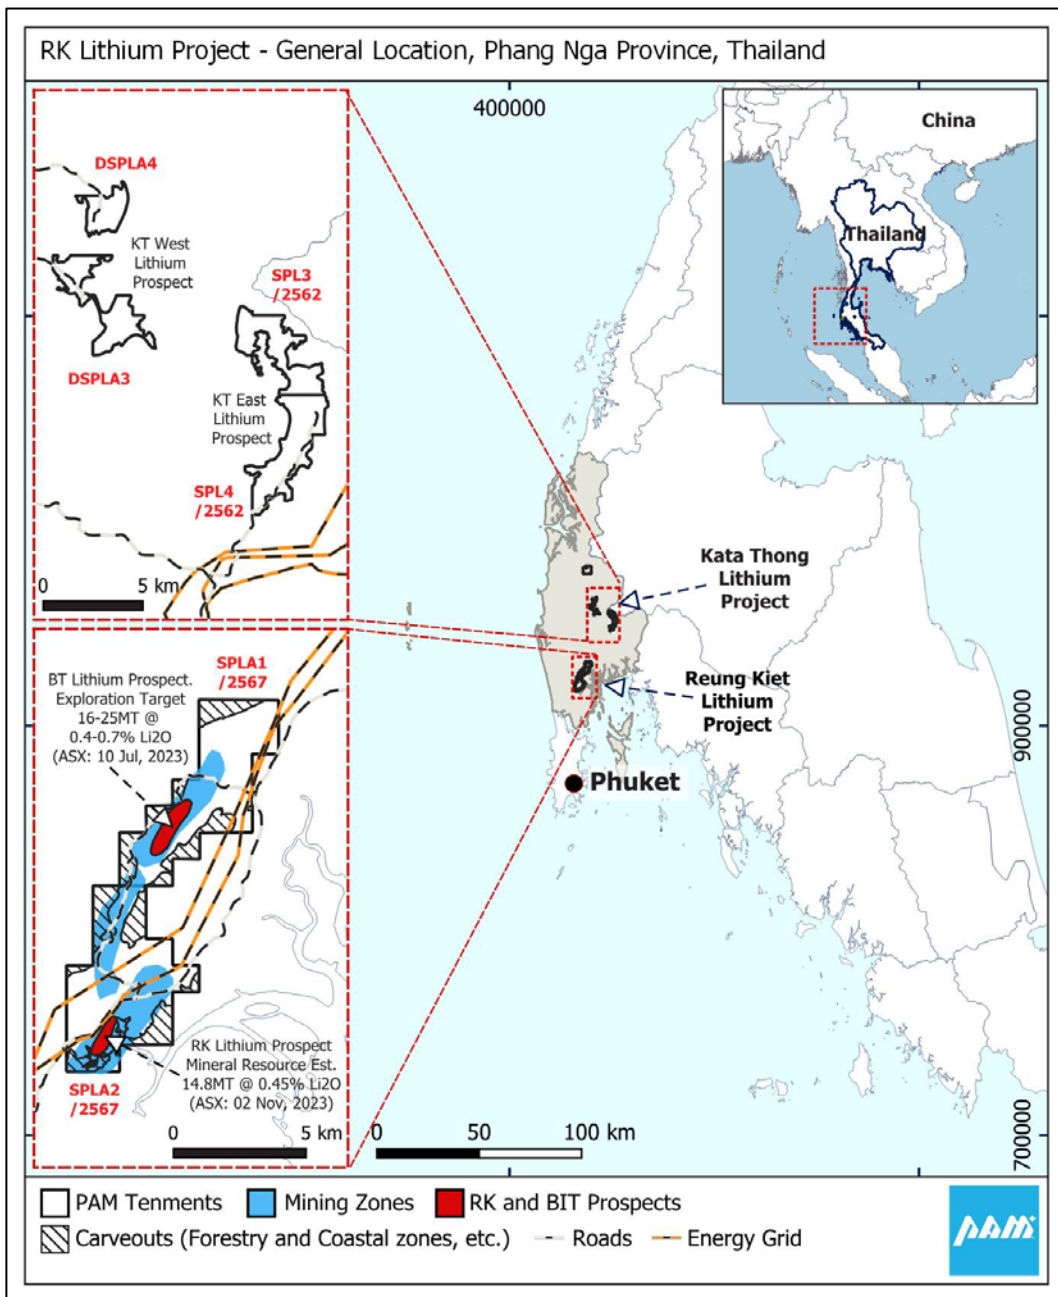 RK Lithium Project - General Location, Phang Nga Province, Thailand
400000
DSPLA4
KT West
Lithium
Prospect
SPL3
/2562
DSPLA3
KT East
Lithium
Prospect
SPL4
/2562
0 5 km
China
Thailand
Kata Thong
Lithium
Project
Reung Kiet
Lithium
Project
Phuket
900000
700000
SPLA1
/2567
BT Lithium Prospect.
Exploration Target
16-25MT @
0.4-0.7% Li2O
(ASX: 10 Jul, 2023)
RK Lithium Prospect
Mineral Resource Est.
14.8MT @ 0.45% Li2O
(ASX: 02 Nov, 2023)
SPLA2
/2567
0 5 km
0 50 100 km
PAM Tenments
Mining Zones
RK and BIT Prospects
Carveouts (Forestry and Coastal zones, etc.)
Roads
Energy Grid
PAM